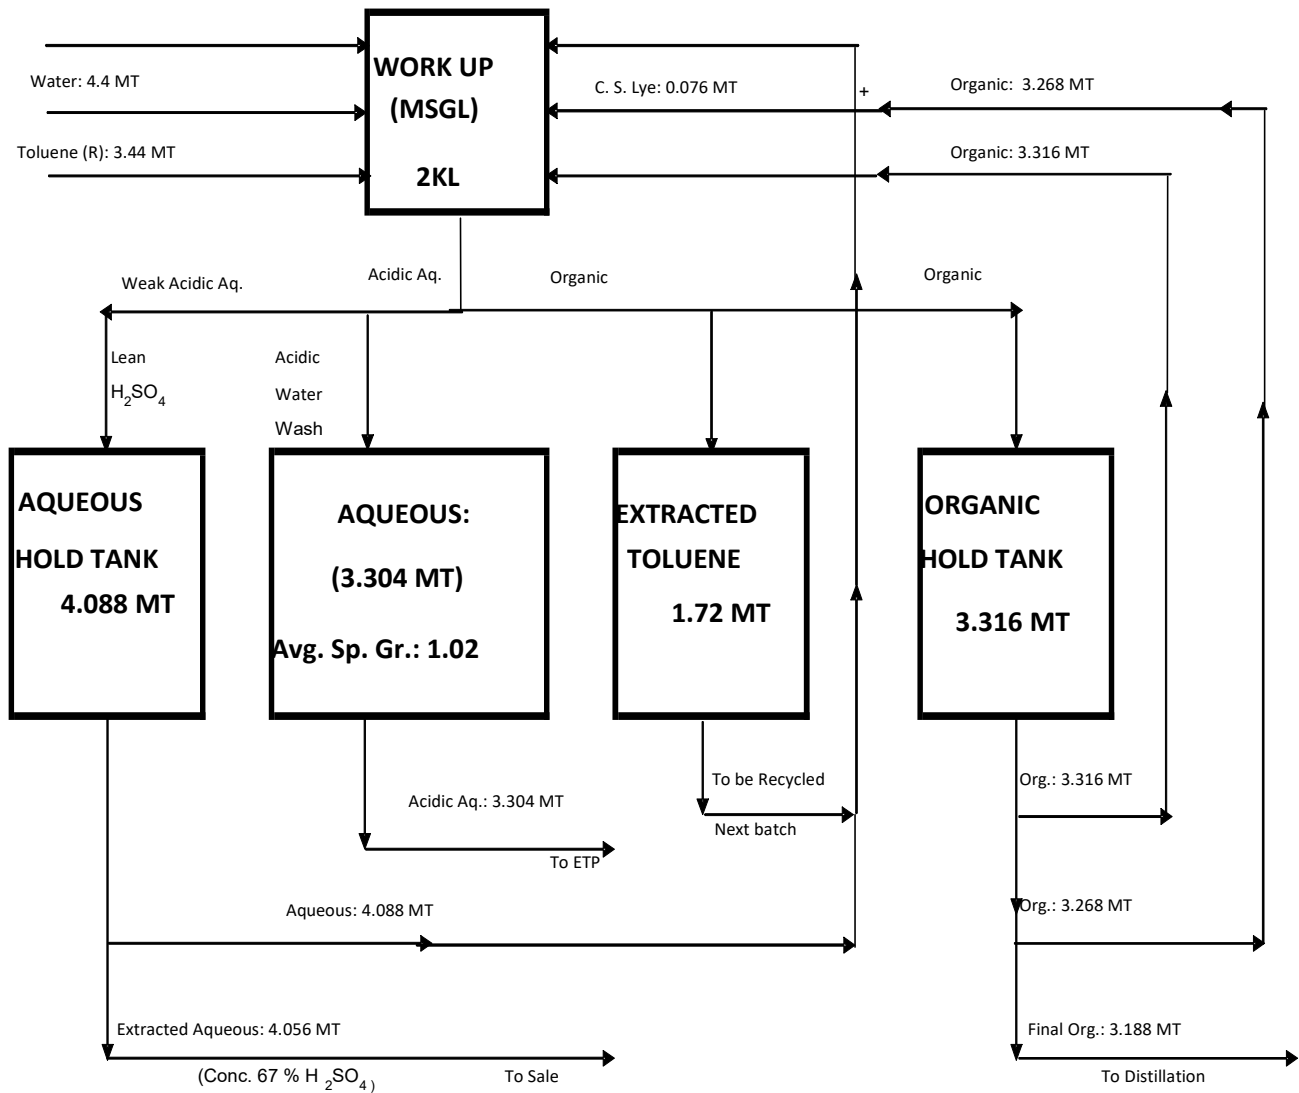 WORK UP
(MSGL)
2KL
Water: 4.4 MT
Toluene (R): 3.44 MT
C. S. Lye: 0.076 MT
+
Organic: 3.268 MT
Organic: 3.316 MT
Weak Acidic Aq.
Acidic Aq.
Organic
Organic
Lean
H2SO4
Acidic
Water
Wash
AQUEOUS
HOLD TANK
4.088 MT
AQUEOUS:
(3.304 MT)
Avg. Sp. Gr.: 1.02
EXTRACTED
TOLUENE
1.72 MT
ORGANIC
HOLD TANK
3.316 MT
To be Recycled
Next batch
Org.: 3.316 MT
Acidic Aq.: 3.304 MT
To ETP
Aqueous: 4.088 MT
Org.: 3.268 MT
Extracted Aqueous: 4.056 MT
(Conc. 67 % H2SO4)
To Sale
Final Org.: 3.188 MT
To Distillation